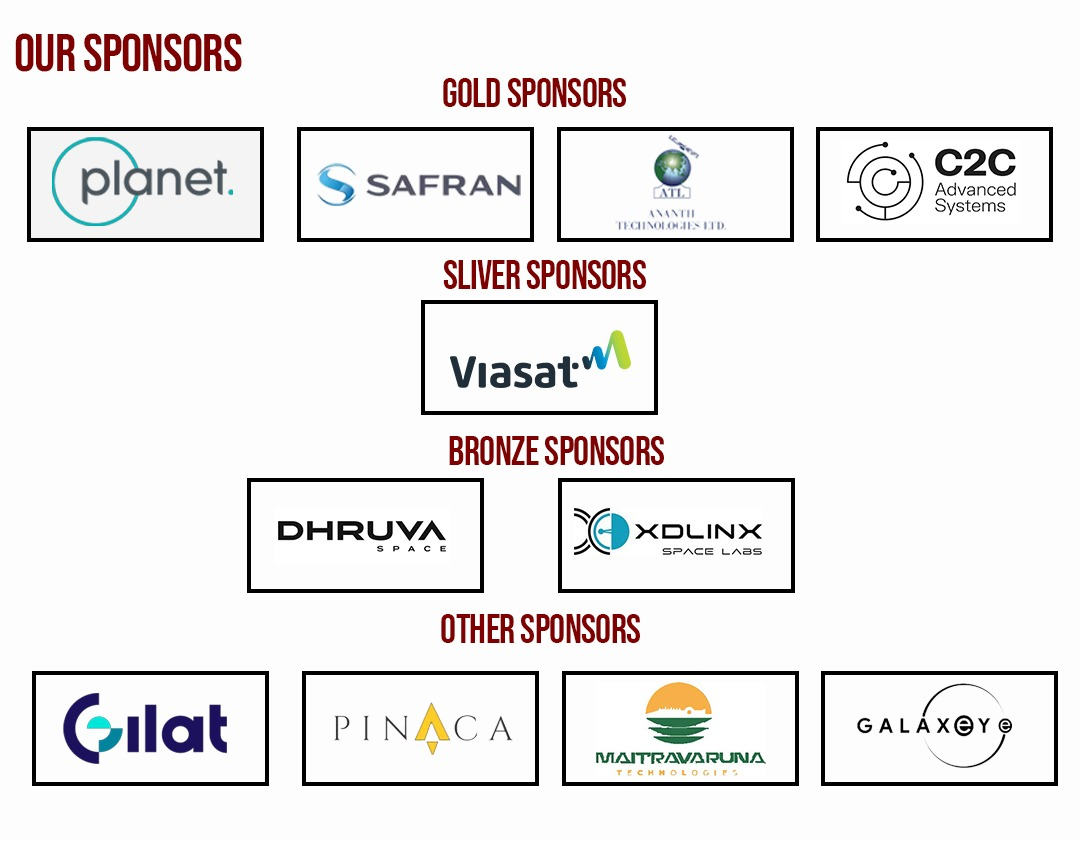 OUR SPONSORS
GOLD SPONSORS
planet.
SAFRAN
ATL
ANANTH
TECHNOLOGIES LTD.
C2C
Advanced
Systems
SLIVER SPONSORS
Viasat
BRONZE SPONSORS
DHRUVA
SPACE
XDLINX
SPACE LABS
OTHER SPONSORS
Gilat
PINACA
MAITRAVARUNA
TECHNOLOGIES
GALAXEYE